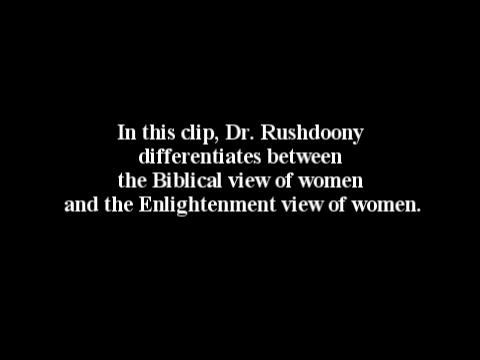 In this clip, Dr. Rushdoony
differentiates between
the Biblical view of women
and the Enlightenment view of women.